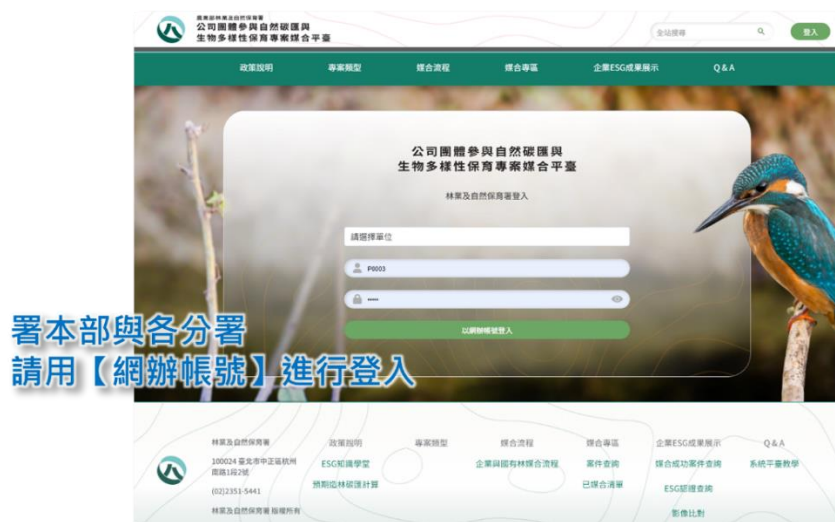 農業部林業及自然保育署
公司團體參與自然碳匯與
生物多樣性保育專案媒合平臺
全站搜尋
登入
政策說明 專案類型 媒合流程 媒合專區 企業ESG成果展示 Q & A
公司團體參與自然碳匯與
生物多樣性保育專案媒合平臺
林業及自然保育署登入
請選擇單位
P0003
•••••
以網辦帳號登入
署本部與各分署
請用【網辦帳號】進行登入
林業及自然保育署
100024 臺北市中正區杭州
南路1段2號
(02)2351-5441
林業及自然保育署 版權所有
政策說明
ESG知識學堂
預期造林碳匯計算
專案類型
媒合流程
企業與國有林媒合流程
媒合專區
案件查詢
已媒合清單
企業ESG成果展示
媒合成功案件查詢
ESG認證查詢
影像比對
Q & A
系統平臺教學